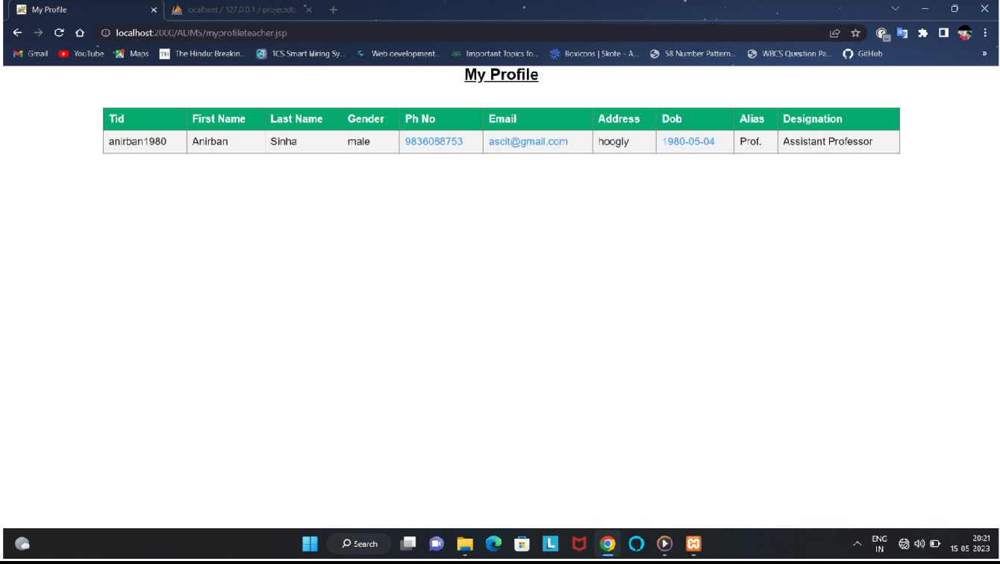 My Profile
localhost / 127.0.0.1 / projectdb
localhost:2000/ADMS/myprofileteacher.jsp
Gmail YouTube Maps TH The Hindu: Breakin... TCS Smart Hiring Sy... Web development... Important Topics fo... Boxicons | Skote - A... 58 Number Pattern... WBCS Question Pa... GitHub »
My Profile
Tid First Name Last Name Gender Ph No Email Address Dob Alias Designation
anirban1980 Anirban Sinha male 9836088753 ascit@gmail.com hoogly 1980-05-04 Prof. Assistant Professor
Search L
ENG
IN
20:21
15 05 2023